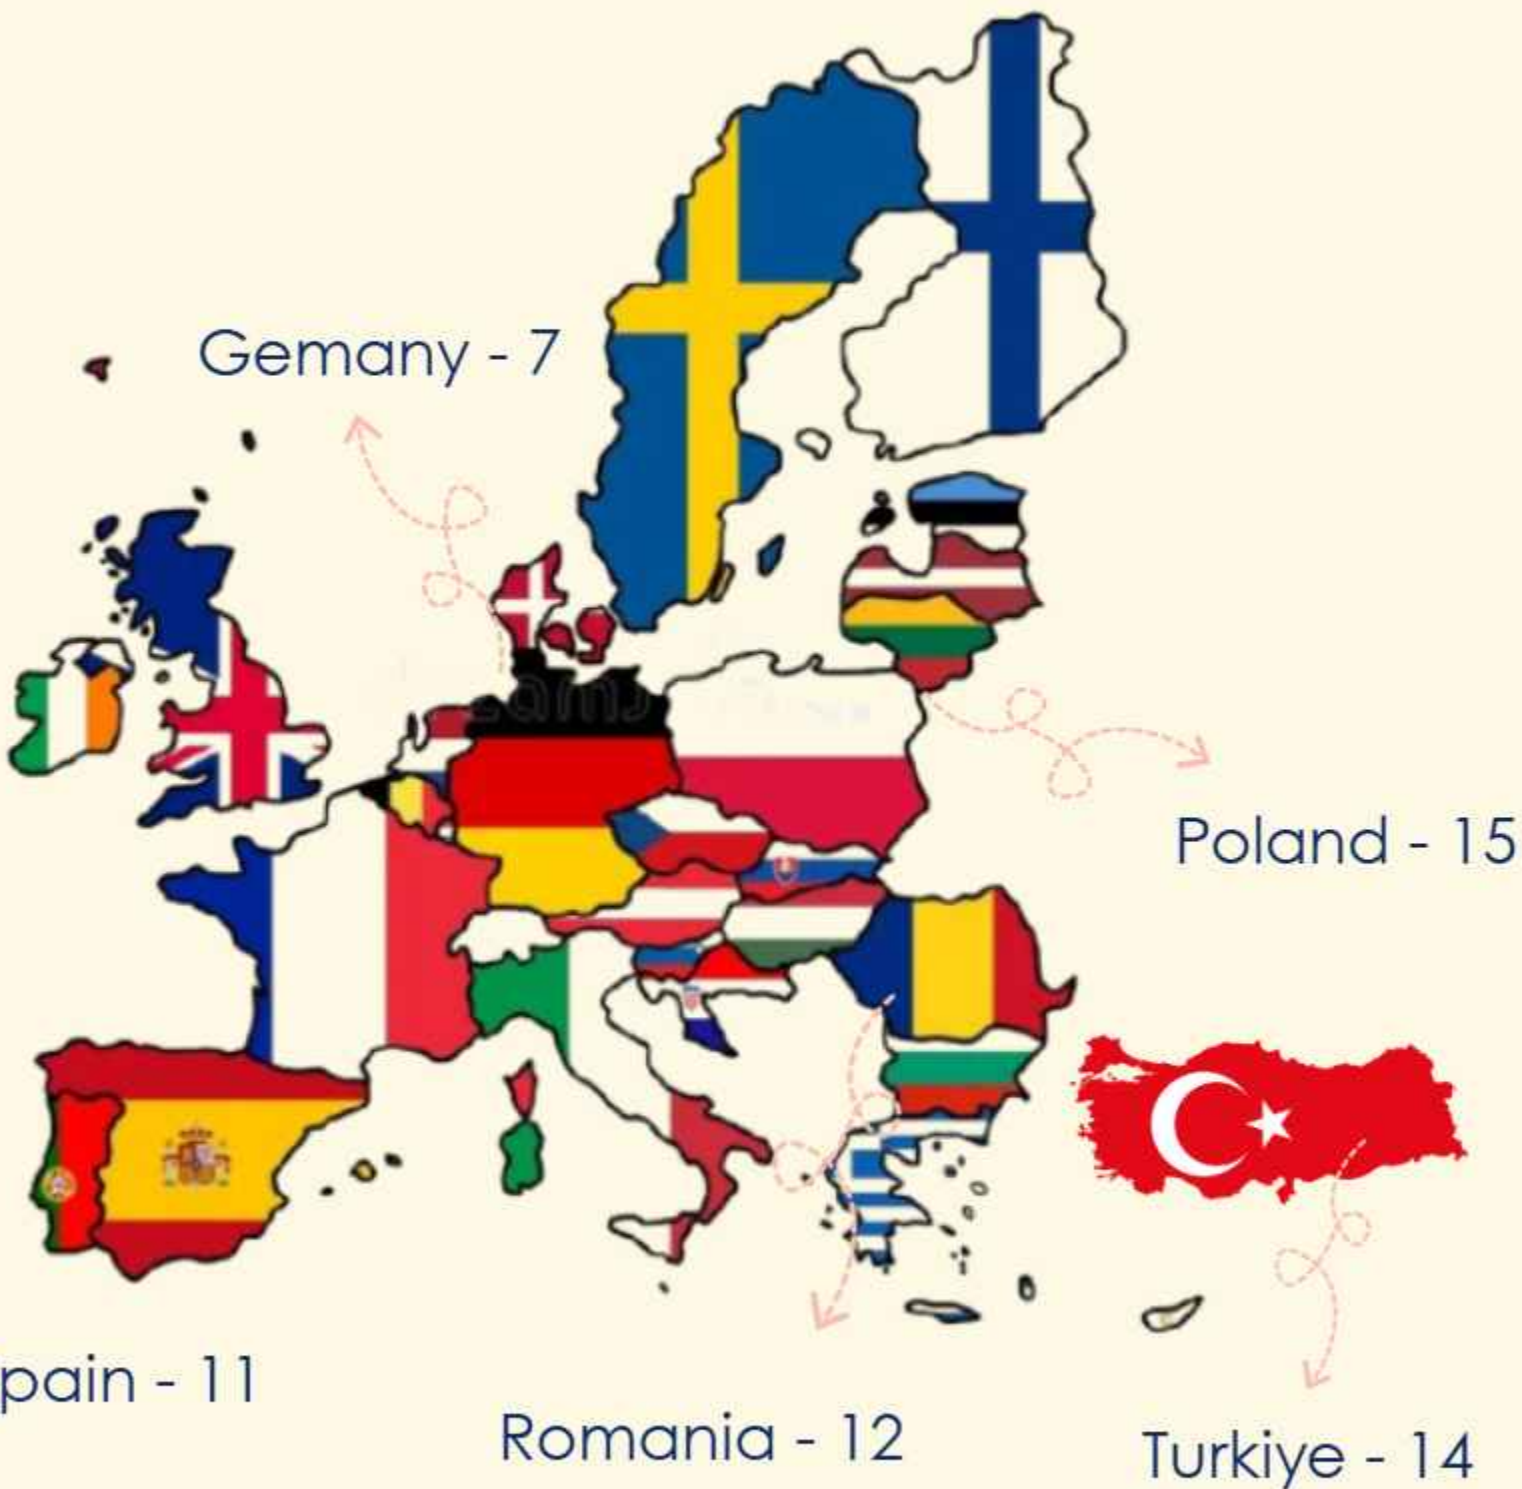 Gemany - 7
Poland - 15
pain - 11
Romania - 12
Turkiye - 14